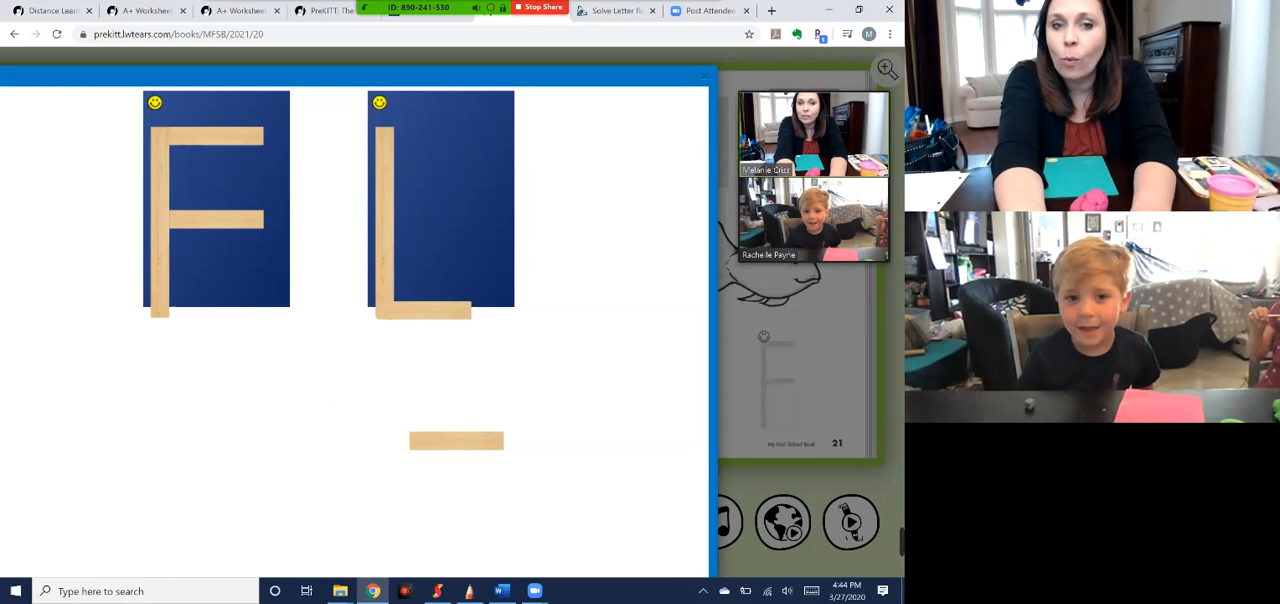 Distance Learn
A+ Worksheet
A+ Worksheet
PreKITT: The
ID: 890-241-530
Stop Share
Solve Letter R
Post Attendee
prekitt.lwtears.com/books/MFSB/2021/20
M
F L
Melanie Criss
Rachelle Payne
F
My First School Book 21
Type here to search
4:44 PM
3/27/2020